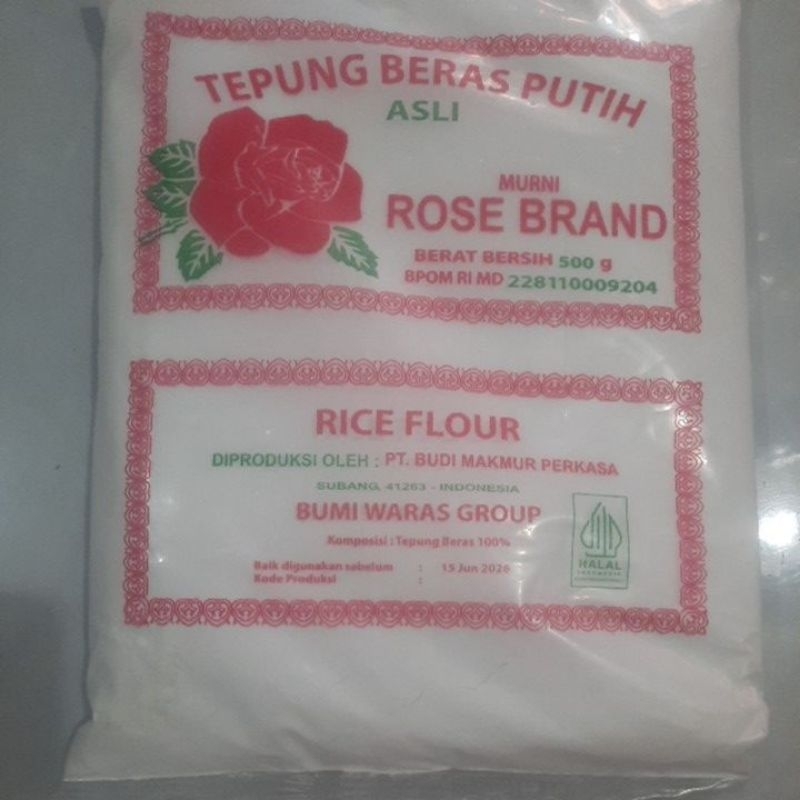 TEPUNG BERAS PUTIH
ASLI
MURNI
ROSE BRAND
BERAT BERSIH 500 g
BPOM RI MD 228110009204
RICE FLOUR
DIPRODUKSI OLEH : PT. BUDI MAKMUR PERKASA
SUBANG, 41263 - INDONESIA
BUMI WARAS GROUP
Komposisi : Tepung Beras 100%
Baik digunakan sebelum : 15 Jun 2026
Kode Produksi :
HALAL
INDONESIA